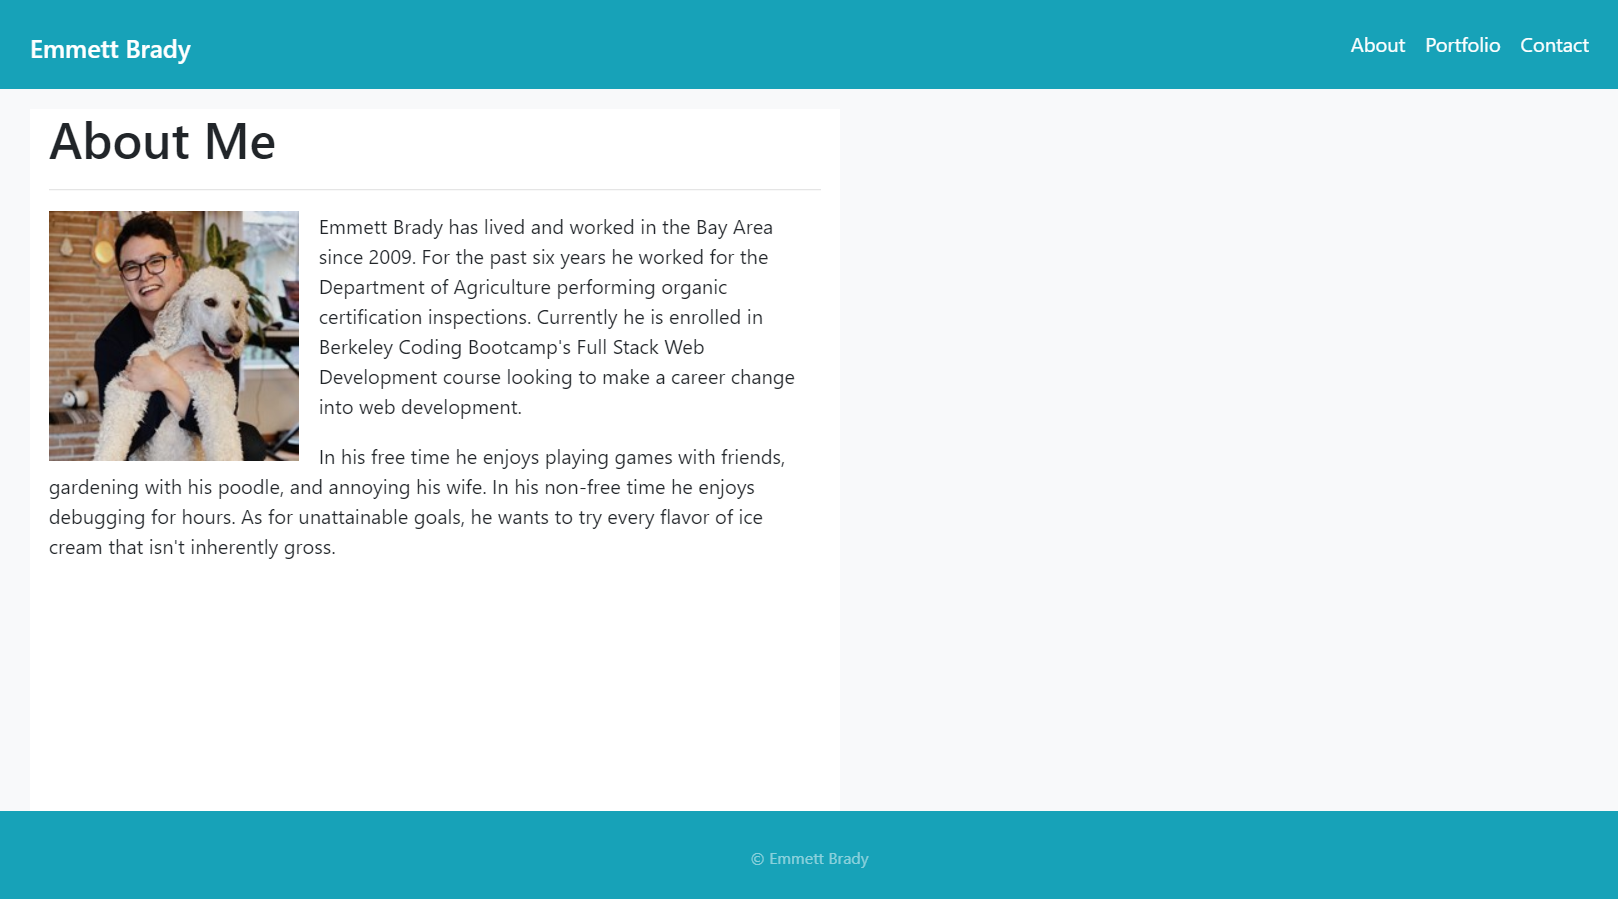 Emmett Brady
About Portfolio Contact
About Me
Emmett Brady has lived and worked in the Bay Area
since 2009. For the past six years he worked for the
Department of Agriculture performing organic
certification inspections. Currently he is enrolled in
Berkeley Coding Bootcamp's Full Stack Web
Development course looking to make a career change
into web development.
In his free time he enjoys playing games with friends,
gardening with his poodle, and annoying his wife. In his non-free time he enjoys
debugging for hours. As for unattainable goals, he wants to try every flavor of ice
cream that isn't inherently gross.
© Emmett Brady